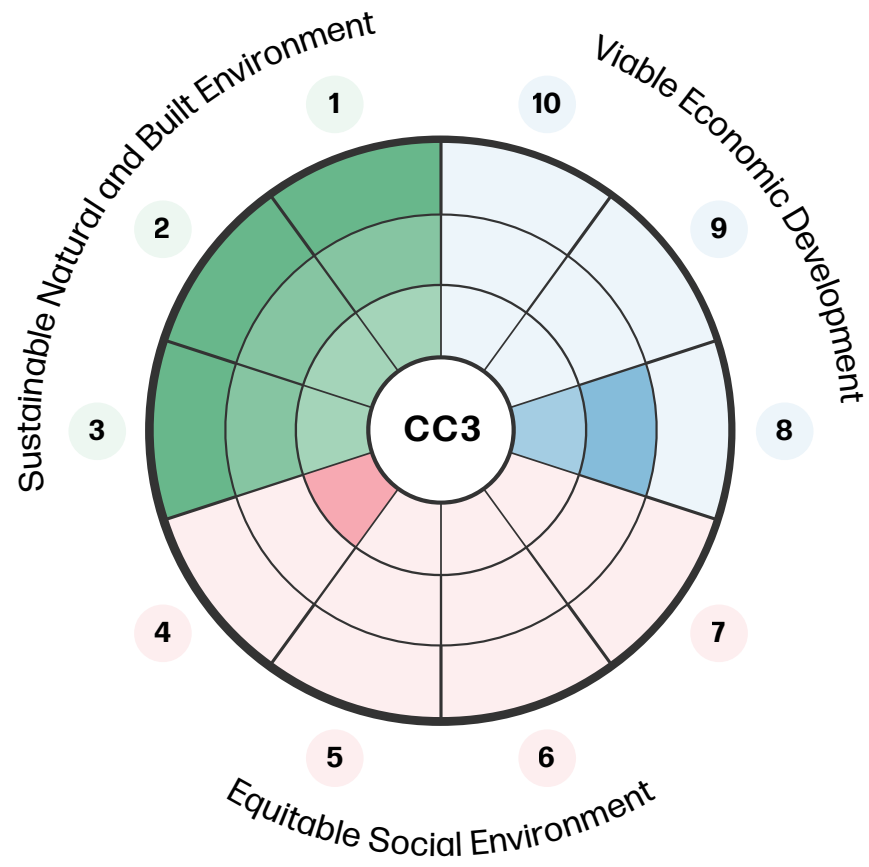 Sustainable Natural and Built Environment
Viable Economic Development
1
10
2
9
3
CC3
8
4
7
5
6
Equitable Social Environment